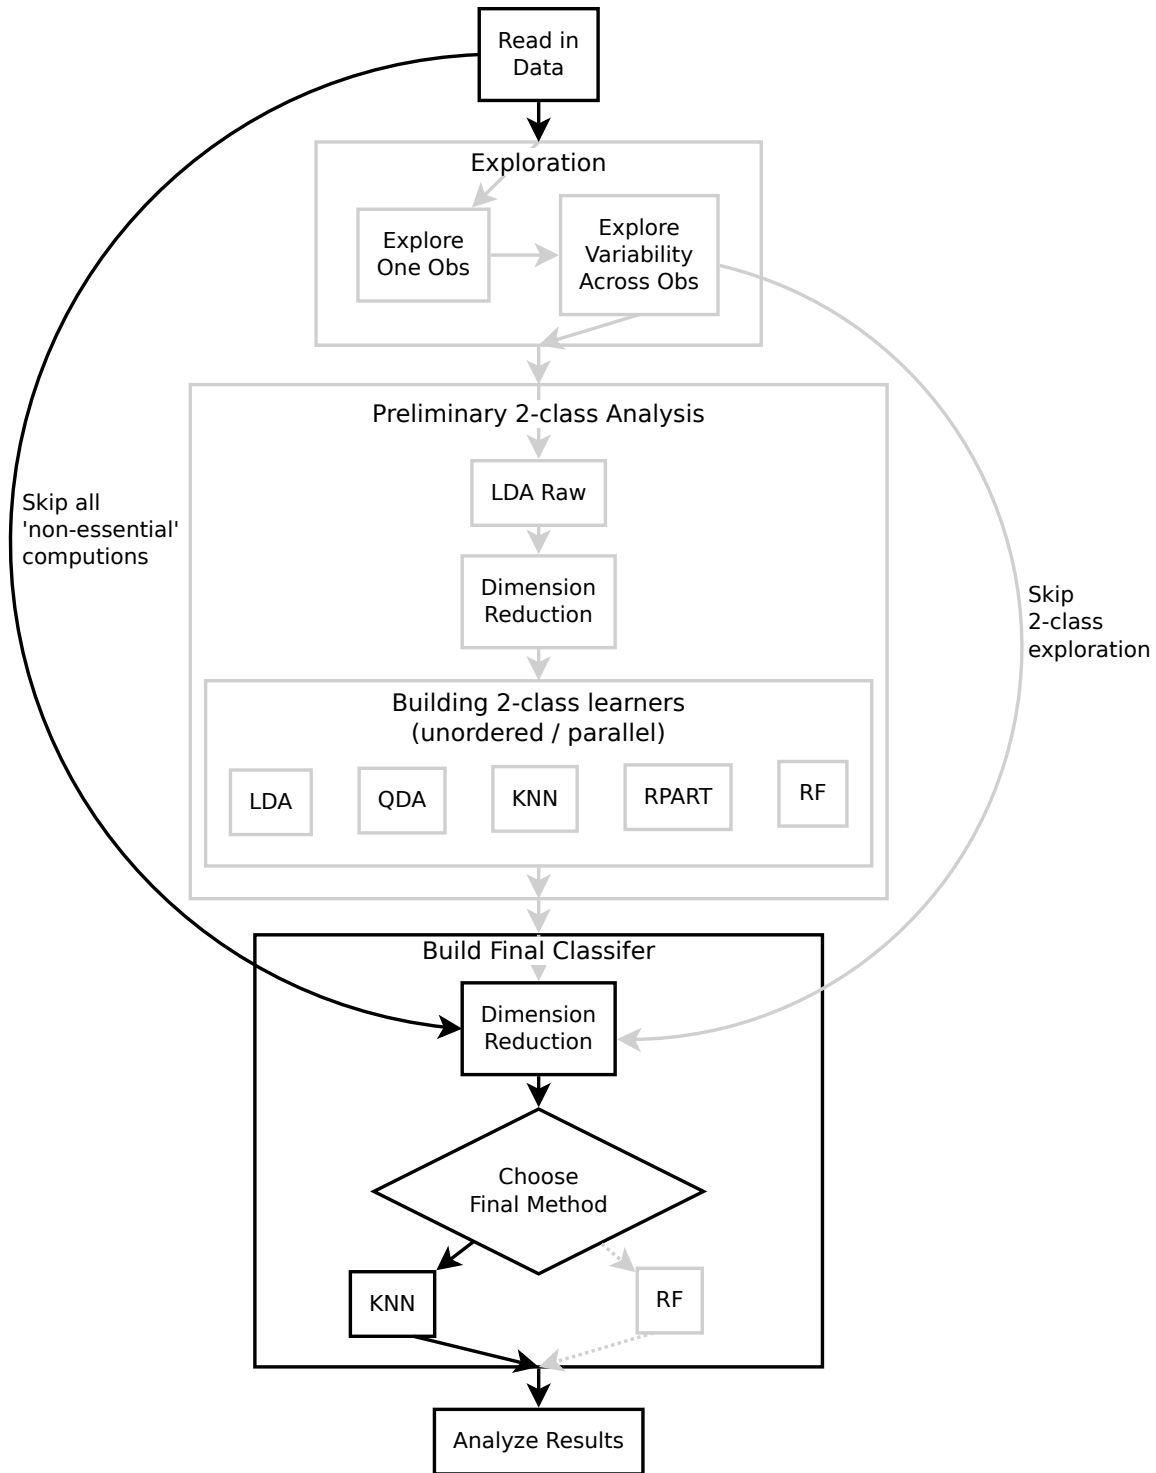 Read in
Data
Exploration
Explore
One Obs
Explore
Variability
Across Obs
Preliminary 2-class Analysis
LDA Raw
Skip all
'non-essential'
computions
Dimension
Reduction
Skip
2-class
exploration
Building 2-class learners
(unordered / parallel)
LDA
QDA
KNN
RPART
RF
Build Final Classifer
Dimension
Reduction
Choose
Final Method
KNN
RF
Analyze Results